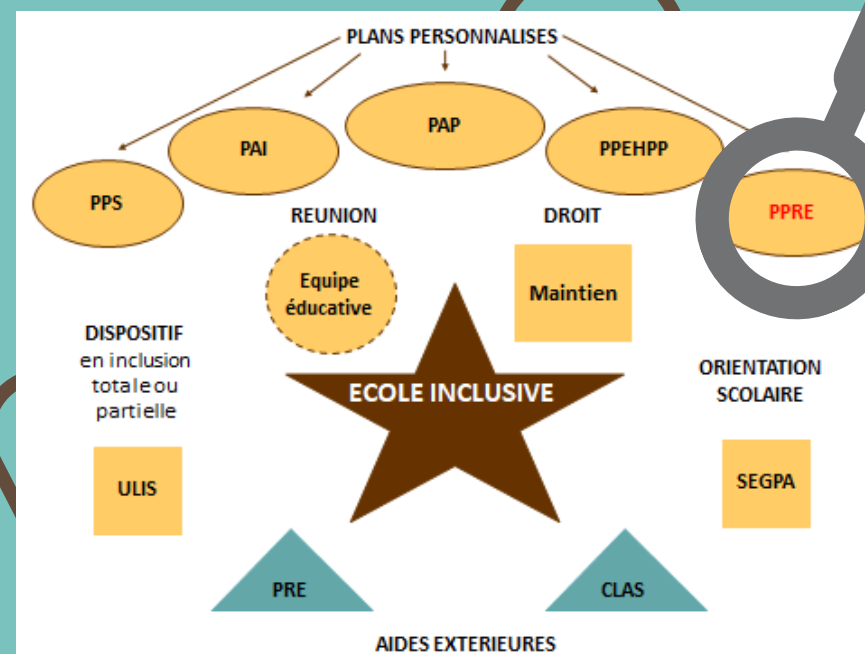 PLANS PERSONNALISES
PAP
PAI
PPEHPP
PPS
PPRE
REUNION
DROIT
Equipe
éducative
Maintien
DISPOSITIF
en inclusion
totale ou
partielle
ECOLE INCLUSIVE
ORIENTATION
SCOLAIRE
ULIS
SEGPA
PRE
CLAS
AIDES EXTERIEURES